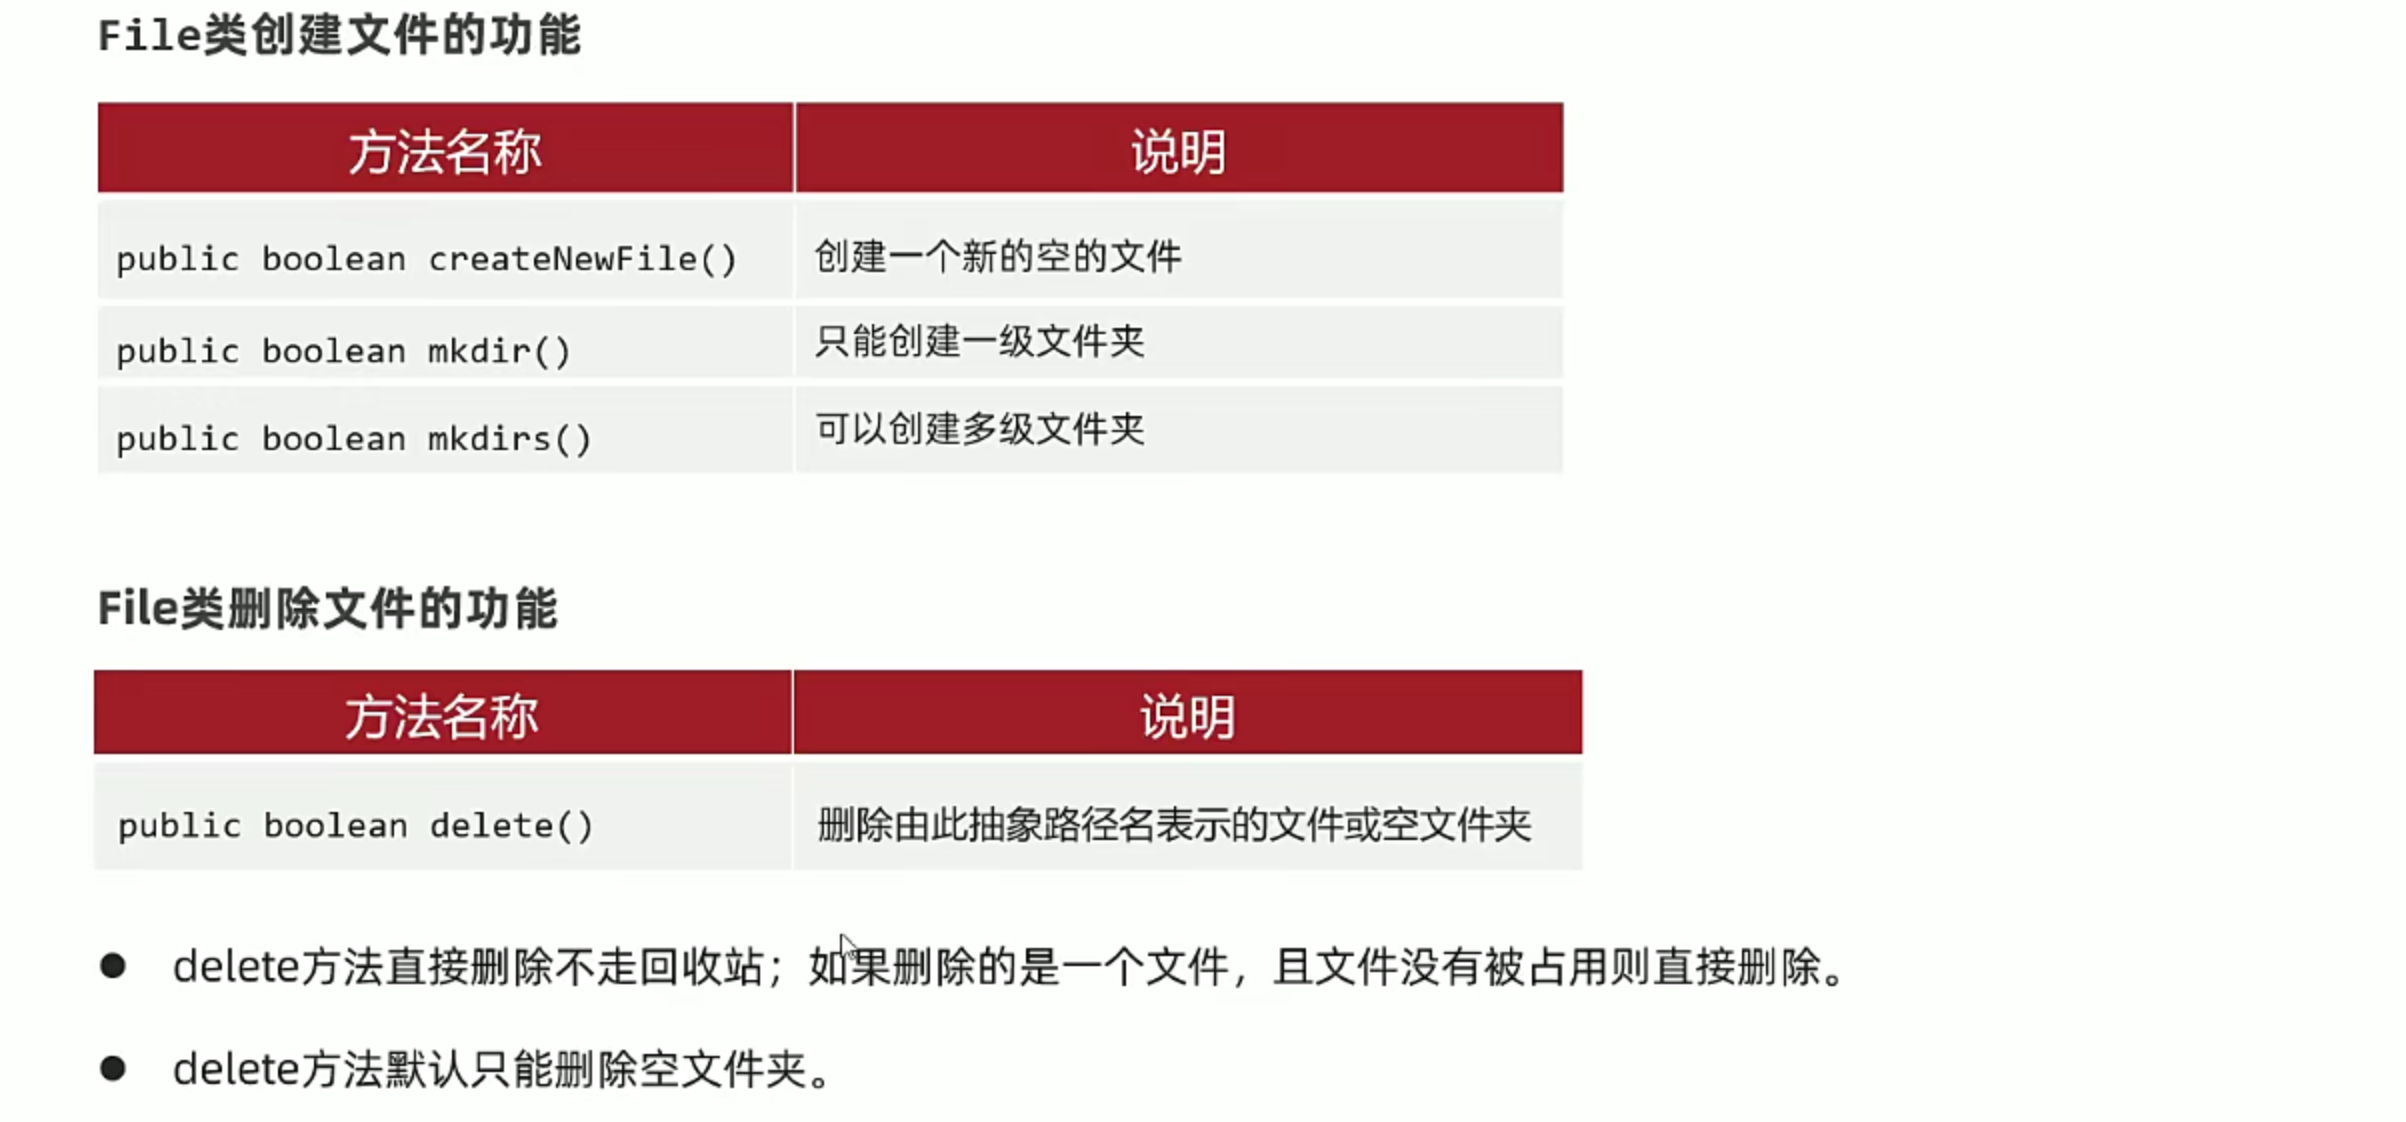 File类创建文件的功能
方法名称 说明
public boolean createNewFile() 创建一个新的空的文件
public boolean mkdir() 只能创建一级文件夹
public boolean mkdirs() 可以创建多级文件夹
File类删除文件的功能
方法名称 说明
public boolean delete() 删除由此抽象路径名表示的文件或空文件夹
● delete方法直接删除不走回收站；如果删除的是一个文件，且文件没有被占用则直接删除。
● delete方法默认只能删除空文件夹。